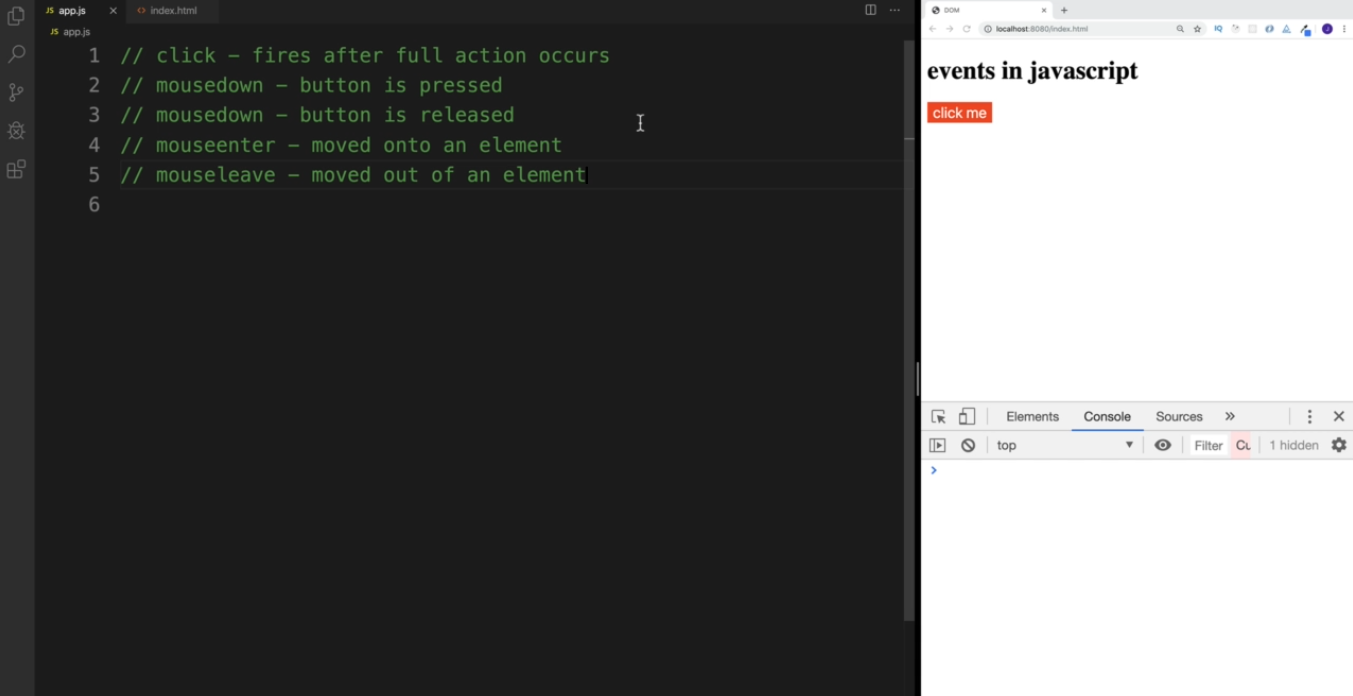 JS app.js × <> index.html ...
JS app.js
1 // click – fires after full action occurs
2 // mousedown – button is pressed
3 // mousedown – button is released
4 // mouseenter – moved onto an element
5 // mouseleave – moved out of an element
6
DOM × +
localhost:8080/index.html IQ J
events in javascript
click me
Elements Console Sources »
top ▼ Filter Cu 1 hidden
>